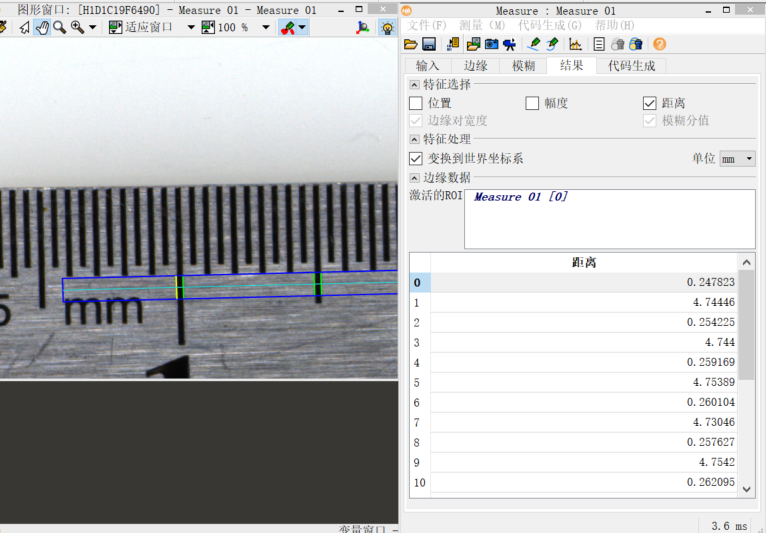 图形窗口: [H1D1C19F6490] - Measure 01 - Measure 01
适应窗口
100 %
mm
变量窗口 -
Measure : Measure 01
文件(F) 测量 (M) 代码生成(G) 帮助(H)
输入 边缘 模糊 结果 代码生成
特征选择
位置 幅度 距离
边缘对宽度 模糊分值
特征处理
变换到世界坐标系 单位 mm
边缘数据
激活的ROI Measure 01 [0]
距离
0 0.247823
1 4.74446
2 0.254225
3 4.744
4 0.259169
5 4.75389
6 0.260104
7 4.73046
8 0.257627
9 4.7542
10 0.262095
3.6 ms